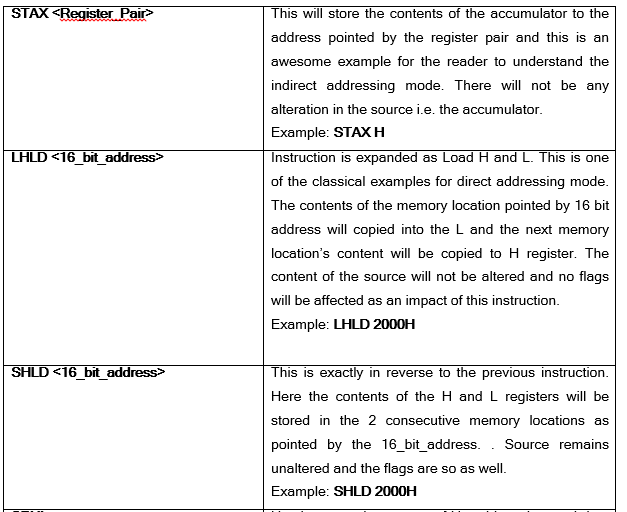 STAX <Register_Pair>
This will store the contents of the accumulator to the
address pointed by the register pair and this is an
awesome example for the reader to understand the
indirect addressing mode. There will not be any
alteration in the source i.e. the accumulator.
Example: STAX H
LHLD <16_bit_address>
Instruction is expanded as Load H and L. This is one
of the classical examples for direct addressing mode.
The contents of the memory location pointed by 16 bit
address will copied into the L and the next memory
location's content will be copied to H register. The
content of the source will not be altered and no flags
will be affected as an impact of this instruction.
Example: LHLD 2000H
SHLD <16_bit_address>
This is exactly in reverse to the previous instruction.
Here the contents of the H and L registers will be
stored in the 2 consecutive memory locations as
pointed by the 16_bit_address. . Source remains
unaltered and the flags are so as well.
Example: SHLD 2000H